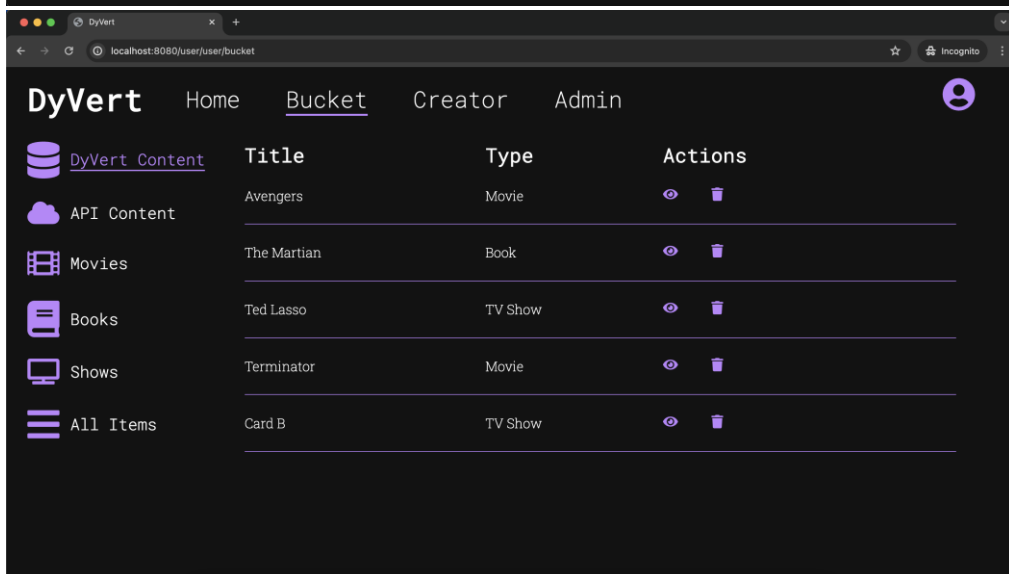 DyVert
localhost:8080/user/user/bucket
Incognito
DyVert Home Bucket Creator Admin
DyVert Content
API Content
Movies
Books
Shows
All Items
Title Type Actions
Avengers Movie
The Martian Book
Ted Lasso TV Show
Terminator Movie
Card B TV Show